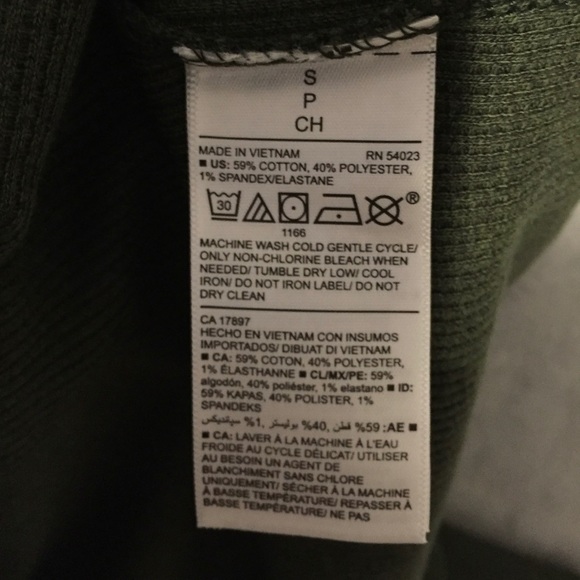 S
P
CH
MADE IN VIETNAM RN 54023
■ US: 59% COTTON, 40% POLYESTER,
1% SPANDEX/ELASTANE
30 ®
1166
MACHINE WASH COLD GENTLE CYCLE/
ONLY NON-CHLORINE BLEACH WHEN
NEEDED/ TUMBLE DRY LOW/ COOL
IRON/ DO NOT IRON LABEL/ DO NOT
DRY CLEAN
CA 17897
HECHO EN VIETNAM CON INSUMOS
IMPORTADOS/ DIBUAT DI VIETNAM
■ CA: 59% COTTON, 40% POLYESTER,
1% ÉLASTHANNE ■ CL/MX/PE: 59%
algodón, 40% poliéster, 1% elastano ■ ID:
59% KAPAS, 40% POLISTER, 1%
SPANDEKS
■ AE: 59% قطن, 40% بوليستر, 1% سپانديكس
■ CA: LAVER À LA MACHINE À L'EAU
FROIDE AU CYCLE DÉLICAT/ UTILISER
AU BESOIN UN AGENT DE
BLANCHIMENT SANS CHLORE
UNIQUEMENT/ SÉCHER À LA MACHINE
À BASSE TEMPÉRATURE/ REPASSER À
BASSE TEMPÉRATURE/ NE PAS